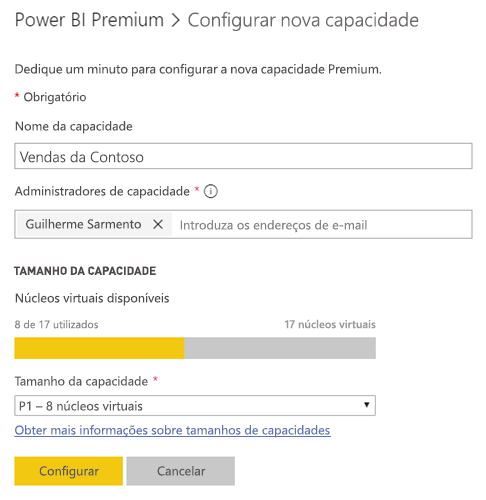 Power BI Premium > Configurar nova capacidade
Dedique um minuto para configurar a nova capacidade Premium.
* Obrigatório
Nome da capacidade
Vendas da Contoso
Administradores de capacidade *
Guilherme Sarmento Introduza os endereços de e-mail
TAMANHO DA CAPACIDADE
Núcleos virtuais disponíveis
8 de 17 utilizados 17 núcleos virtuais
Tamanho da capacidade *
P1 – 8 núcleos virtuais
Obter mais informações sobre tamanhos de capacidades
Configurar Cancelar